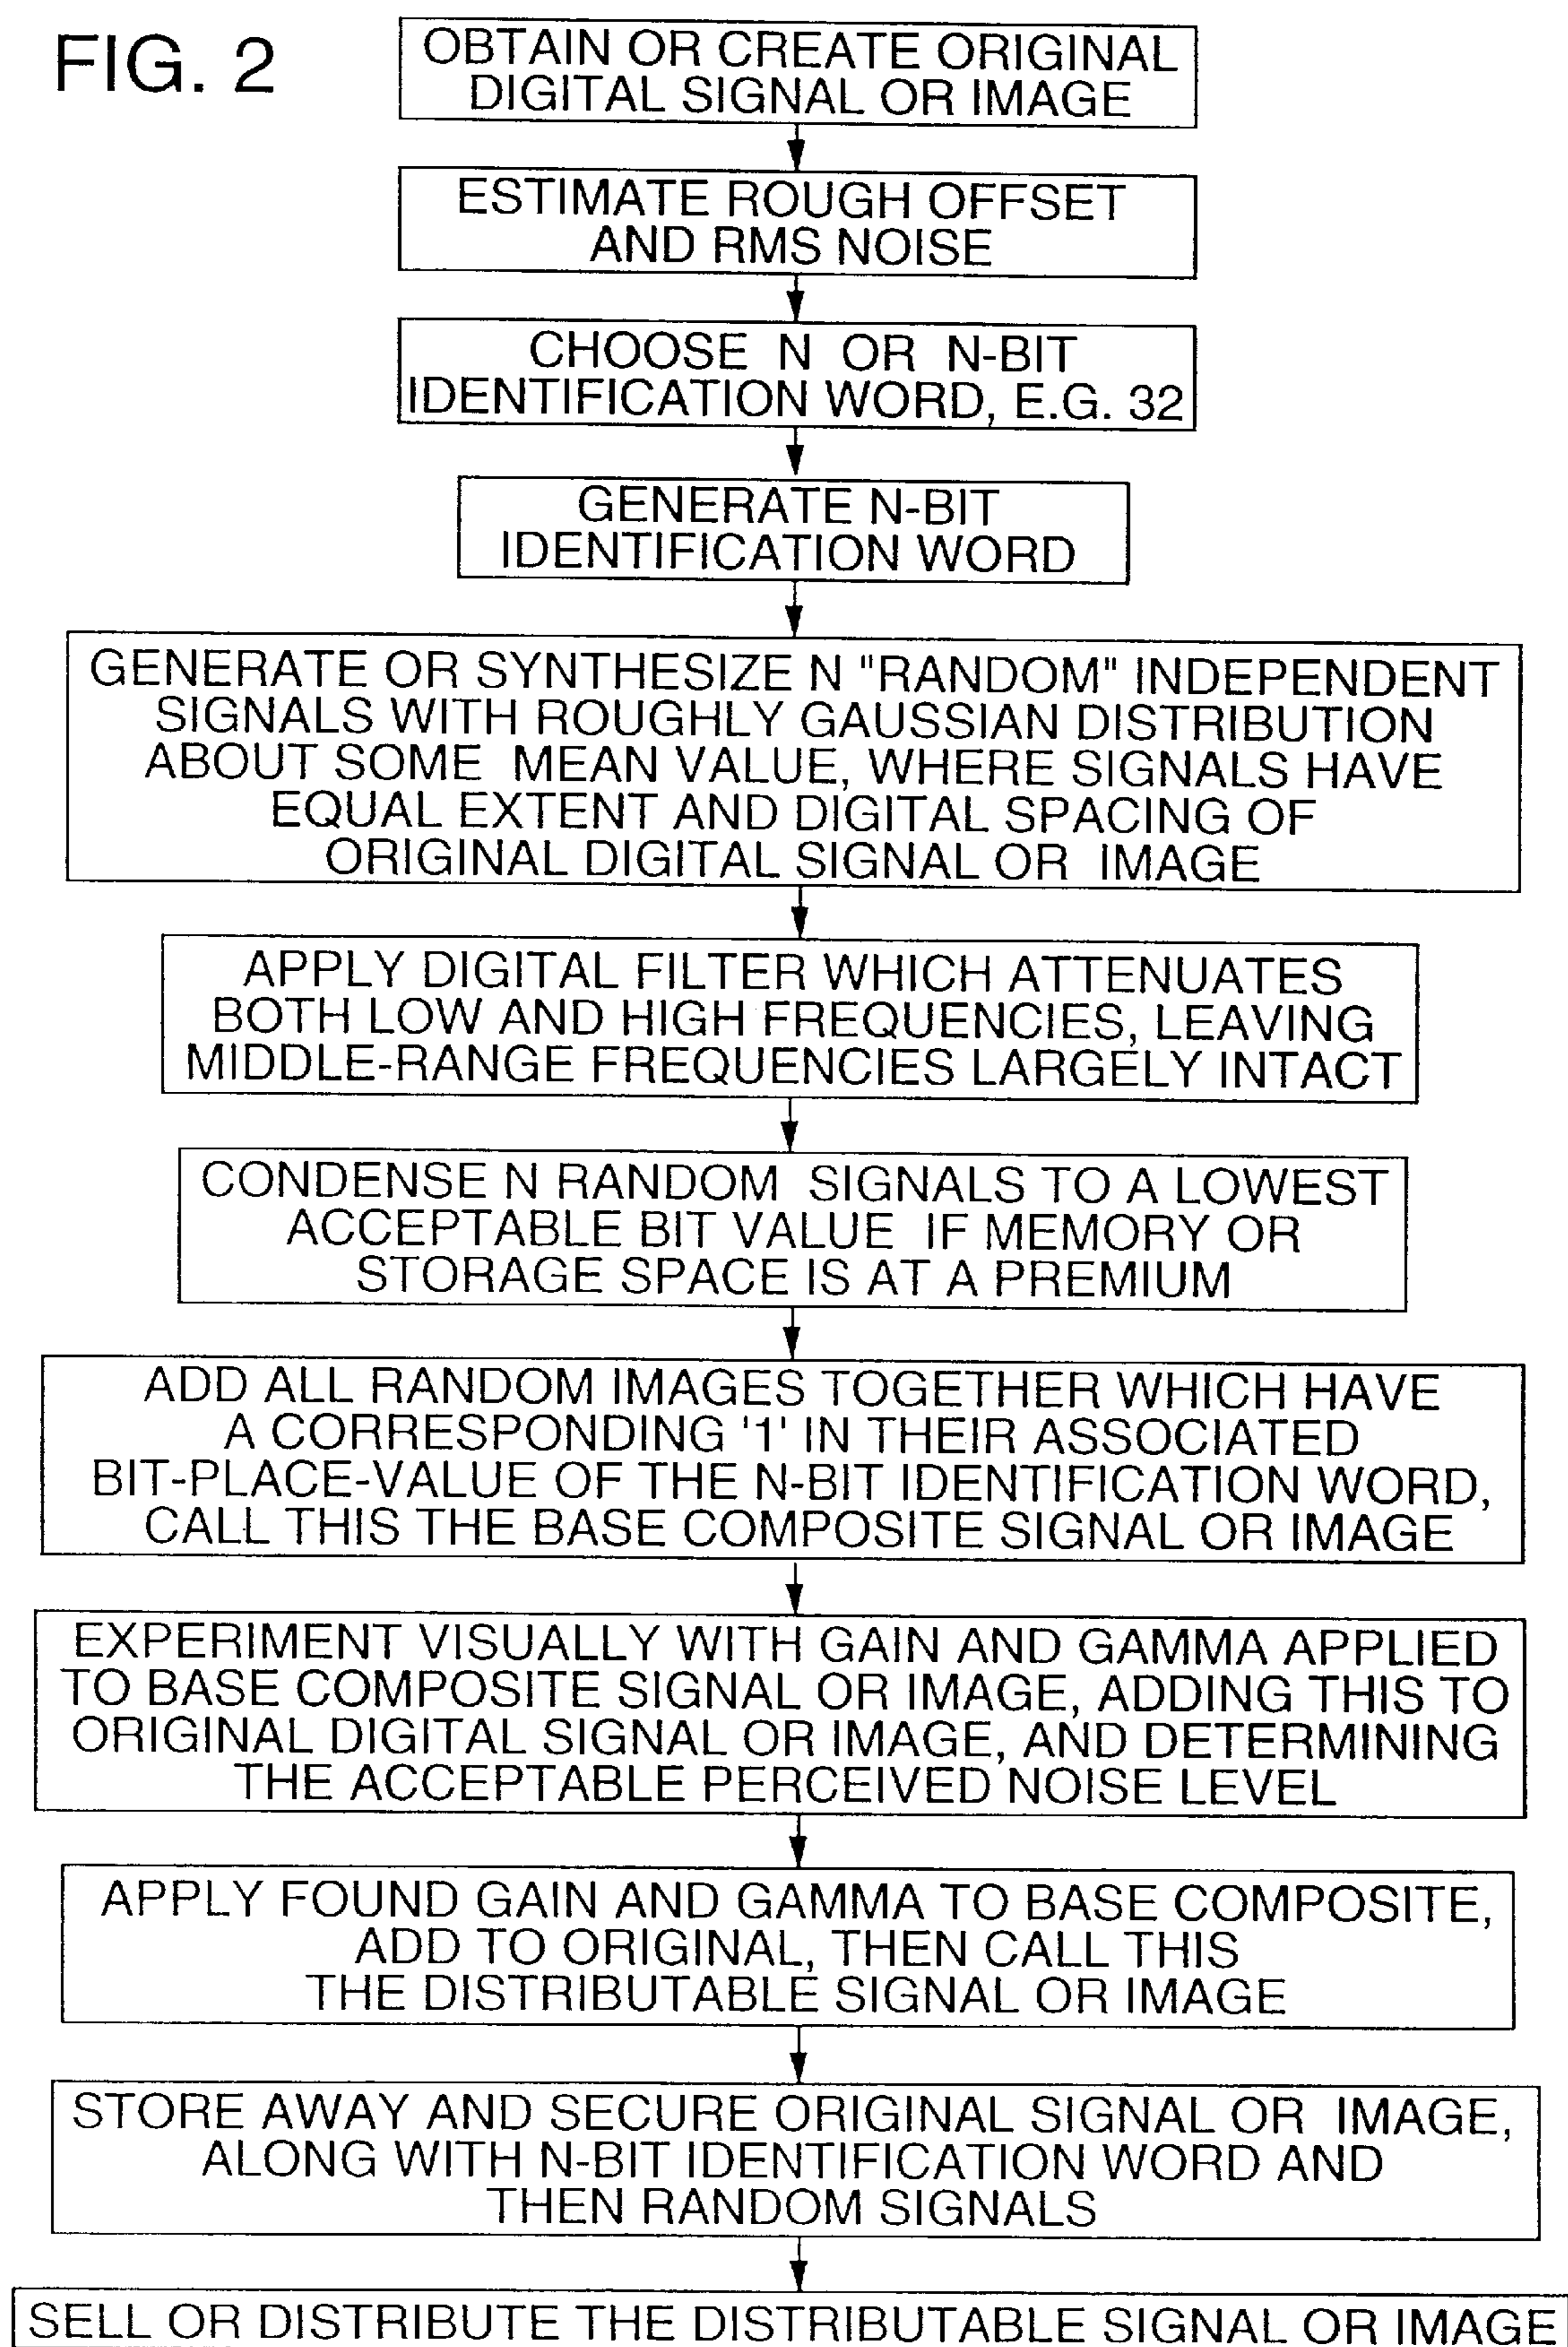 FIG. 2
OBTAIN OR CREATE ORIGINAL
DIGITAL SIGNAL OR IMAGE
ESTIMATE ROUGH OFFSET
AND RMS NOISE
CHOOSE N OR N-BIT
IDENTIFICATION WORD, E.G. 32
GENERATE N-BIT
IDENTIFICATION WORD
GENERATE OR SYNTHESIZE N "RANDOM" INDEPENDENT
SIGNALS WITH ROUGHLY GAUSSIAN DISTRIBUTION
ABOUT SOME MEAN VALUE, WHERE SIGNALS HAVE
EQUAL EXTENT AND DIGITAL SPACING OF
ORIGINAL DIGITAL SIGNAL OR IMAGE
APPLY DIGITAL FILTER WHICH ATTENUATES
BOTH LOW AND HIGH FREQUENCIES, LEAVING
MIDDLE-RANGE FREQUENCIES LARGELY INTACT
CONDENSE N RANDOM SIGNALS TO A LOWEST
ACCEPTABLE BIT VALUE IF MEMORY OR
STORAGE SPACE IS AT A PREMIUM
ADD ALL RANDOM IMAGES TOGETHER WHICH HAVE
A CORRESPONDING '1' IN THEIR ASSOCIATED
BIT-PLACE-VALUE OF THE N-BIT IDENTIFICATION WORD,
CALL THIS THE BASE COMPOSITE SIGNAL OR IMAGE
EXPERIMENT VISUALLY WITH GAIN AND GAMMA APPLIED
TO BASE COMPOSITE SIGNAL OR IMAGE, ADDING THIS TO
ORIGINAL DIGITAL SIGNAL OR IMAGE, AND DETERMINING
THE ACCEPTABLE PERCEIVED NOISE LEVEL
APPLY FOUND GAIN AND GAMMA TO BASE COMPOSITE,
ADD TO ORIGINAL, THEN CALL THIS
THE DISTRIBUTABLE SIGNAL OR IMAGE
STORE AWAY AND SECURE ORIGINAL SIGNAL OR IMAGE,
ALONG WITH N-BIT IDENTIFICATION WORD AND
THEN RANDOM SIGNALS
SELL OR DISTRIBUTE THE DISTRIBUTABLE SIGNAL OR IMAGE